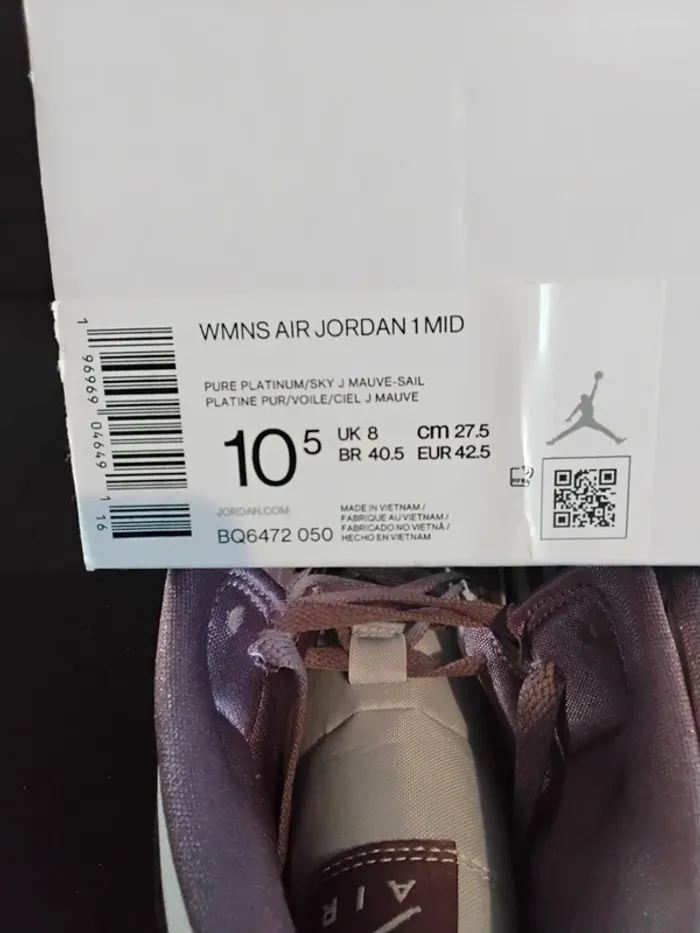 WMNS AIR JORDAN 1 MID
PURE PLATINUM/SKY J MAUVE-SAIL
PLATINE PUR/VOILE/CIEL J MAUVE
10 5
UK 8 cm 27.5
BR 40.5 EUR 42.5
JORDAN.COM
BQ6472 050
MADE IN VIETNAM /
FABRIQUE AU VIETNAM /
FABRICADO NO VIETNÃ /
HECHO EN VIETNAM
1 96969 04649 1 16
AIR